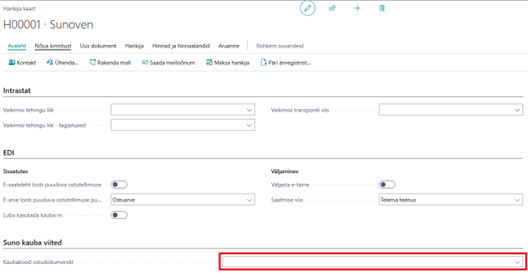 Hankija kaart
H00001 · Sunoven
Avaleht Nõua kinnitust Uus dokument Hankija Hinnad ja hinnaalandid Aruanne Rohkem suvandeid
Kontakt Ühenda... Rakenda mall Saada meilisõnum Maksa hankija Päri äriregistrist...
Intrastat
Vaikimisi tehingu liik Vaikimisi transpordi viis
Vaikimisi tehingu liik - tagastused
EDI
Sissetulev Väljaminev
E-saateleht loob puuduva ostutellimuse Väljasta e-tarne
E-arve loob puuduva ostutellimuse pu... Ostuarve Saatmise viis Telema teenus
Luba kasutada kauba nr.
Suno kauba viited
Kaubakood ostudokumendil